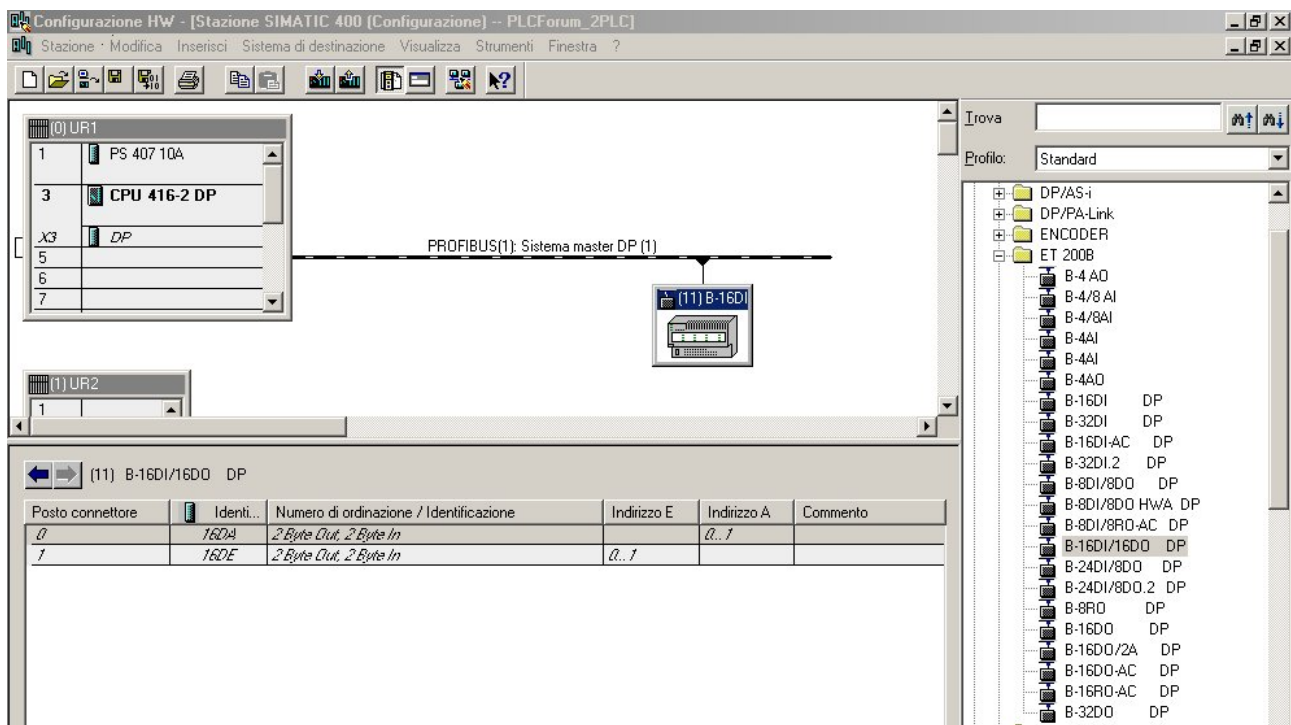 Configurazione HW - [Stazione SIMATIC 400 (Configurazione) -- PLCForum_2PLC]
Stazione Modifica Inserisci Sistema di destinazione Visualizza Strumenti Finestra ?
(0) UR1
1 PS 407 10A
3 CPU 416-2 DP
X3 DP
5
6
7
PROFIBUS(1): Sistema master DP (1)
(11) B-16DI
(1) UR2
1
Trova
Profilo: Standard
DP/AS-i
DP/PA-Link
ENCODER
ET 200B
B-4 AO
B-4/8 AI
B-4/8AI
B-4AI
B-4AI
B-4AO
B-16DI DP
B-32DI DP
B-16DI-AC DP
B-32DI.2 DP
B-8DI/8DO DP
B-8DI/8DO HWA DP
B-8DI/8RO-AC DP
B-16DI/16DO DP
B-24DI/8DO DP
B-24DI/8DO.2 DP
B-8RO DP
B-16DO DP
B-16DO/2A DP
B-16DO-AC DP
B-16RO-AC DP
B-32DO DP
(11) B-16DI/16DO DP
Posto connettore Identi... Numero di ordinazione / Identificazione Indirizzo E Indirizzo A Commento
0 16DA 2 Byte Out, 2 Byte In 0..1
1 16DE 2 Byte Out, 2 Byte In 0..1